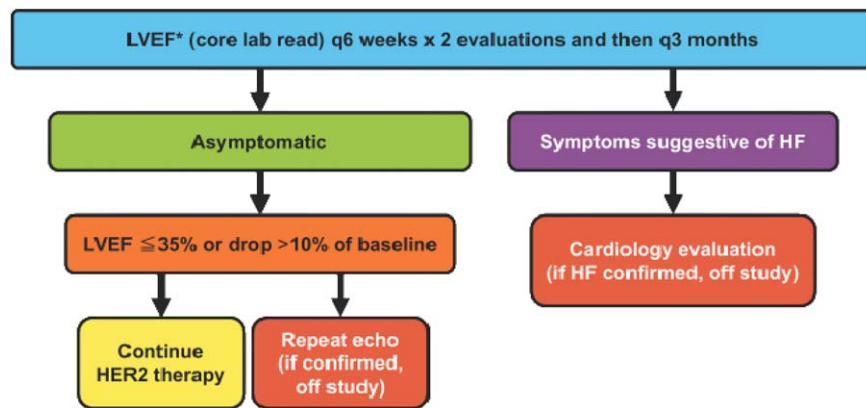 LVEF* (core lab read) q6 weeks x 2 evaluations and then q3 months
Asymptomatic
Symptoms suggestive of HF
LVEF ≦35% or drop >10% of baseline
Cardiology evaluation
(if HF confirmed, off study)
Continue
HER2 therapy
Repeat echo
(if confirmed,
off study)